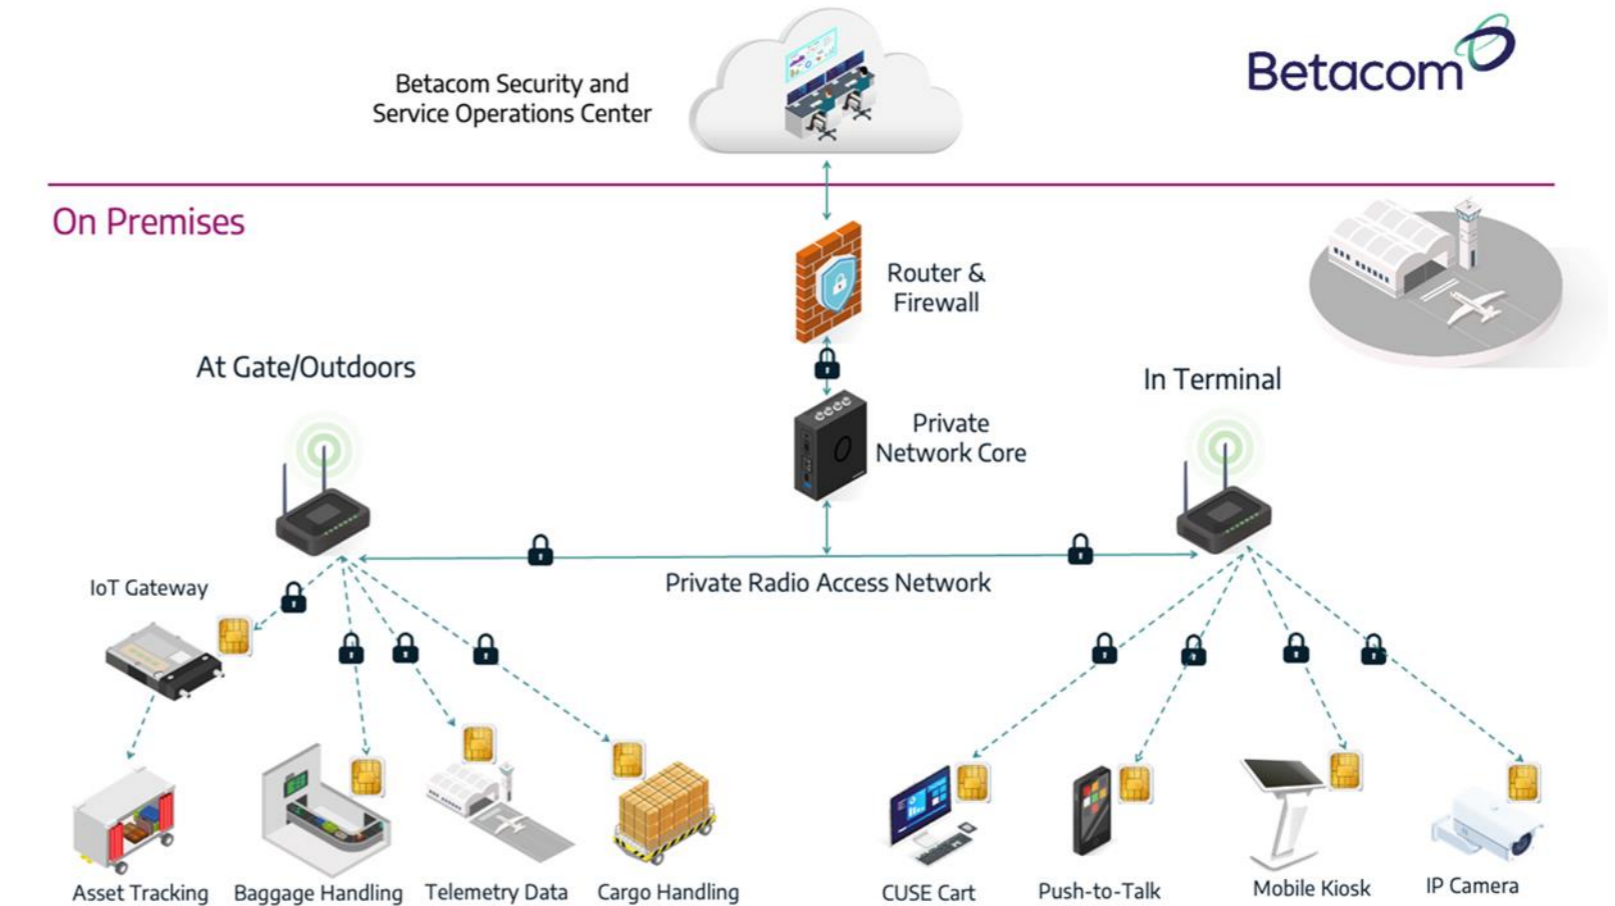 Betacom Security and
Service Operations Center
Betacom
On Premises
Router &
Firewall
At Gate/Outdoors
In Terminal
Private
Network Core
IoT Gateway
Private Radio Access Network
Asset Tracking
Baggage Handling
Telemetry Data
Cargo Handling
CUSE Cart
Push-to-Talk
Mobile Kiosk
IP Camera